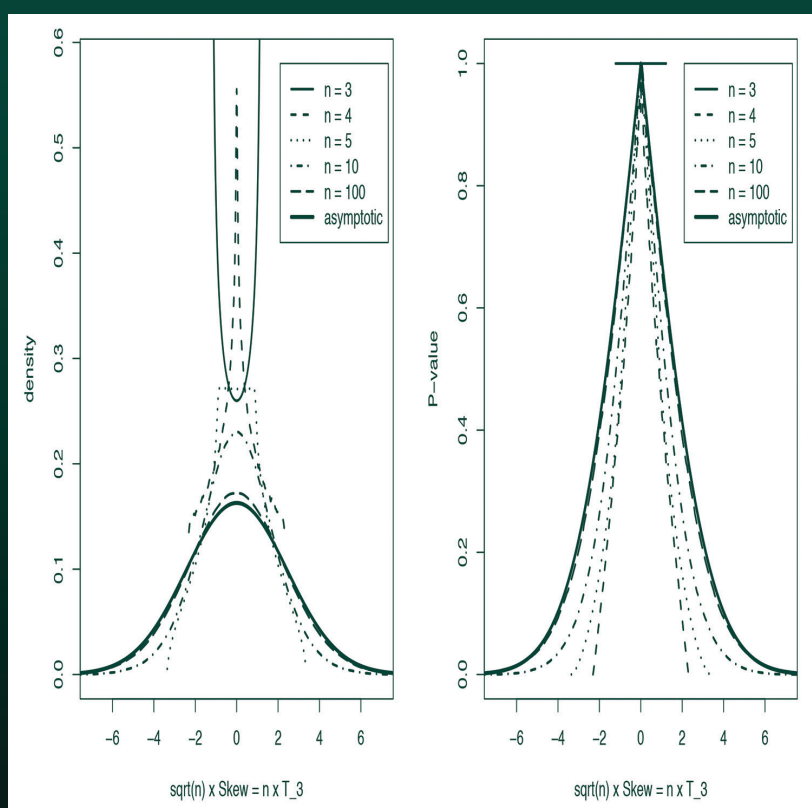 density
0.0
0.1
0.2
0.3
0.4
0.5
0.6
n = 3
n = 4
n = 5
n = 10
n = 100
asymptotic
−6 −4 −2 0 2 4 6
sqrt(n) x Skew = n x T_3
P−value
0.0
0.2
0.4
0.6
0.8
1.0
n = 3
n = 4
n = 5
n = 10
n = 100
asymptotic
−6 −4 −2 0 2 4 6
sqrt(n) x Skew = n x T_3